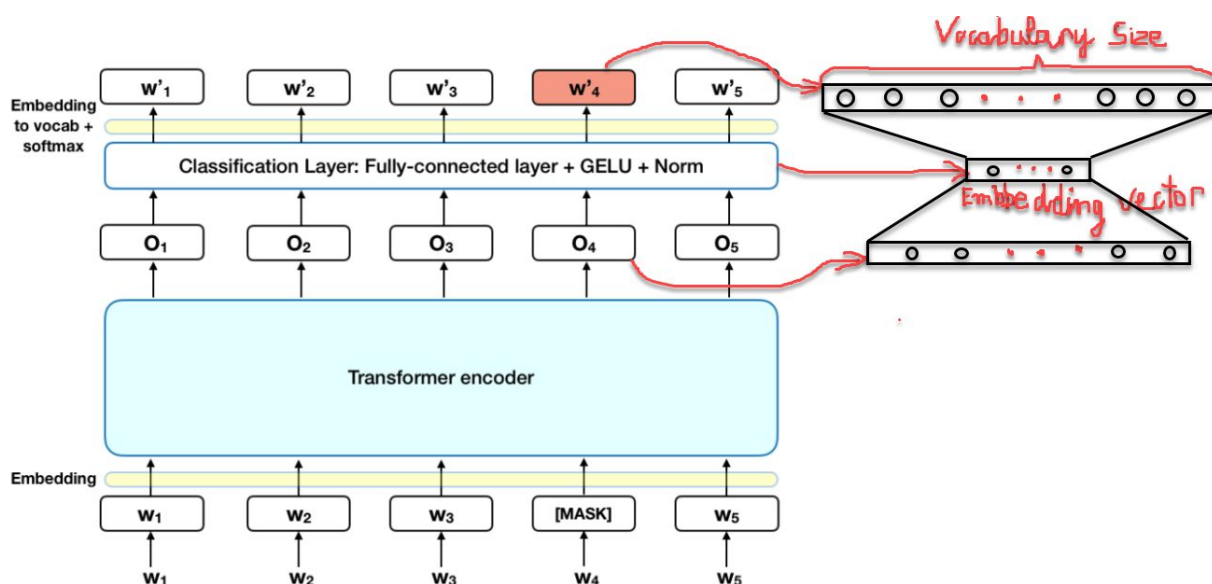 Vocabulary Size
w'1 w'2 w'3 w'4 w'5
Embedding
to vocab +
softmax
Classification Layer: Fully-connected layer + GELU + Norm
Embedding vector
O1 O2 O3 O4 O5
Transformer encoder
Embedding
W1 W2 W3 [MASK] W5
W1 W2 W3 W4 W5